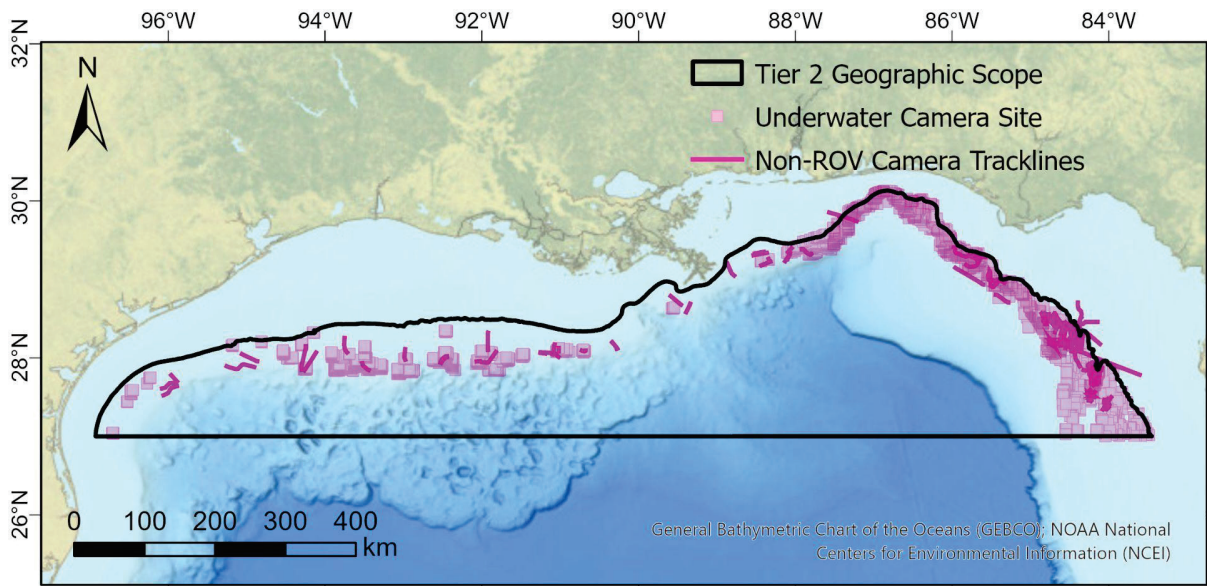 96°W 94°W 92°W 90°W 88°W 86°W 84°W
32°N
N
Tier 2 Geographic Scope
Underwater Camera Site
Non-ROV Camera Tracklines
30°N
28°N
26°N
0 100 200 300 400
km
General Bathymetric Chart of the Oceans (GEBCO); NOAA National
Centers for Environmental Information (NCEI)